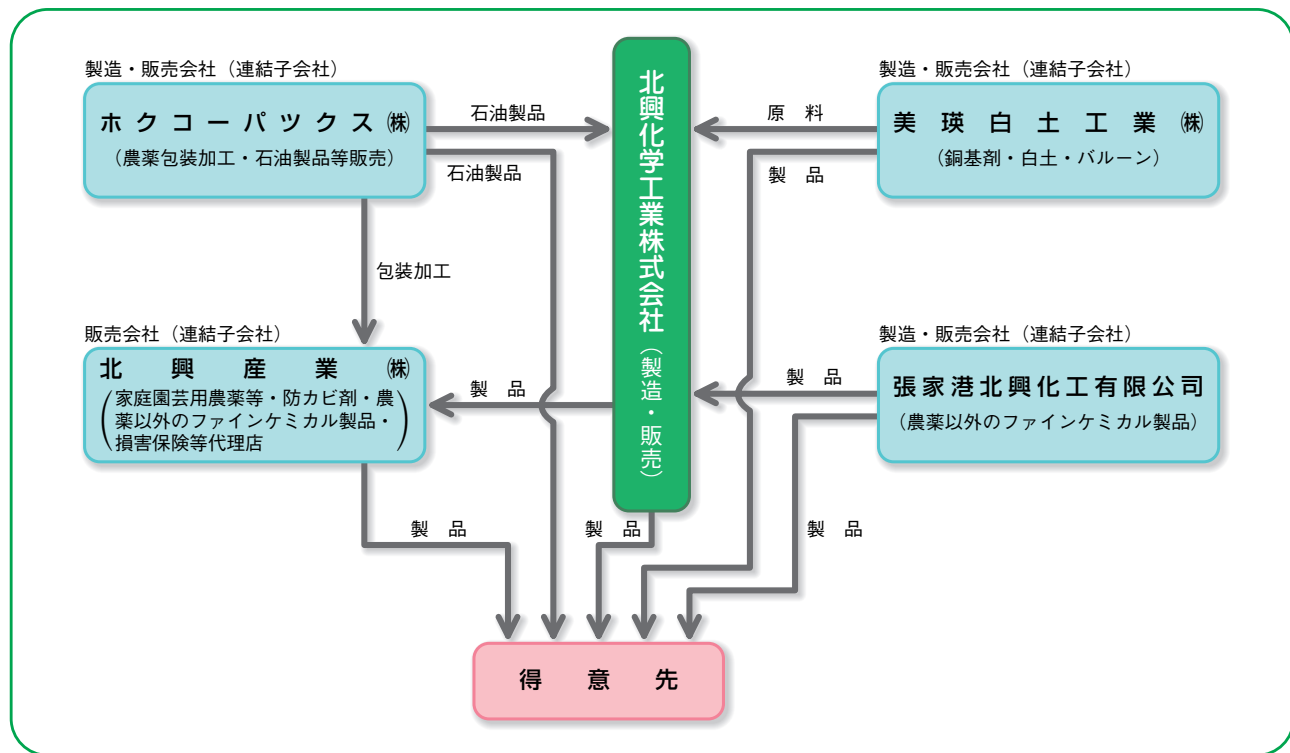 製造・販売会社（連結子会社）
ホクコーパックス㈱
（農薬包装加工・石油製品等販売）
石油製品
石油製品
包装加工
販売会社（連結子会社）
北興産業㈱
（家庭園芸用農薬等・防カビ剤・農
薬以外のファインケミカル製品・
損害保険等代理店）
製品
製品
北興化学工業株式会社（製造・販売）
製品
製造・販売会社（連結子会社）
美瑛白土工業㈱
（銅基剤・白土・バルーン）
原料
製品
製造・販売会社（連結子会社）
張家港北興化工有限公司
（農薬以外のファインケミカル製品）
製品
製品
得意先